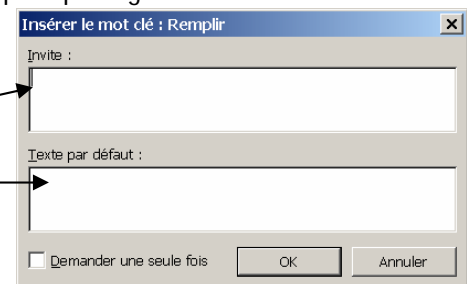 Insérer le mot clé : Remplir
Invite :
Texte par défaut :
Demander une seule fois
OK
Annuler